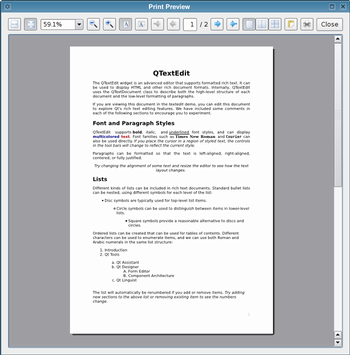 Print Preview
59.1% 1 / 2 Close
QTextEdit
The QTextEdit widget is an advanced editor that supports formatted rich text. It can
be used to display HTML and other rich document formats. Internally, QTextEdit
uses the QTextDocument class to describe both the high-level structure of each
document and the low-level formatting of paragraphs.
If you are viewing this document in the textedit demo, you can edit this document
to explore Qt's rich text editing features. We have included some comments in
each of the following sections to encourage you to experiment.
Font and Paragraph Styles
QTextEdit supports bold, italic, and underlined font styles, and can display
multicolored text. Font families such as Times New Roman and Courier can
also be used directly. If you place the cursor in a region of styled text, the controls
in the tool bars will change to reflect the current style.
Paragraphs can be formatted so that the text is left-aligned, right-aligned,
centered, or fully justified.
Try changing the alignment of some text and resize the editor to see how the text
layout changes.
Lists
Different kinds of lists can be included in rich text documents. Standard bullet lists
can be nested, using different symbols for each level of the list:
• Disc symbols are typically used for top-level list items.
◦ Circle symbols can be used to distinguish between items in lower-level
lists.
▪ Square symbols provide a reasonable alternative to discs and
circles.
Ordered lists can be created that can be used for tables of contents. Different
characters can be used to enumerate items, and we can use both Roman and
Arabic numerals in the same list structure:
1. Introduction
2. Qt Tools
a. Qt Assistant
b. Qt Designer
A. Form Editor
B. Component Architecture
c. Qt Linguist
The list will automatically be renumbered if you add or remove items. Try adding
new sections to the above list or removing existing item to see the numbers
change.